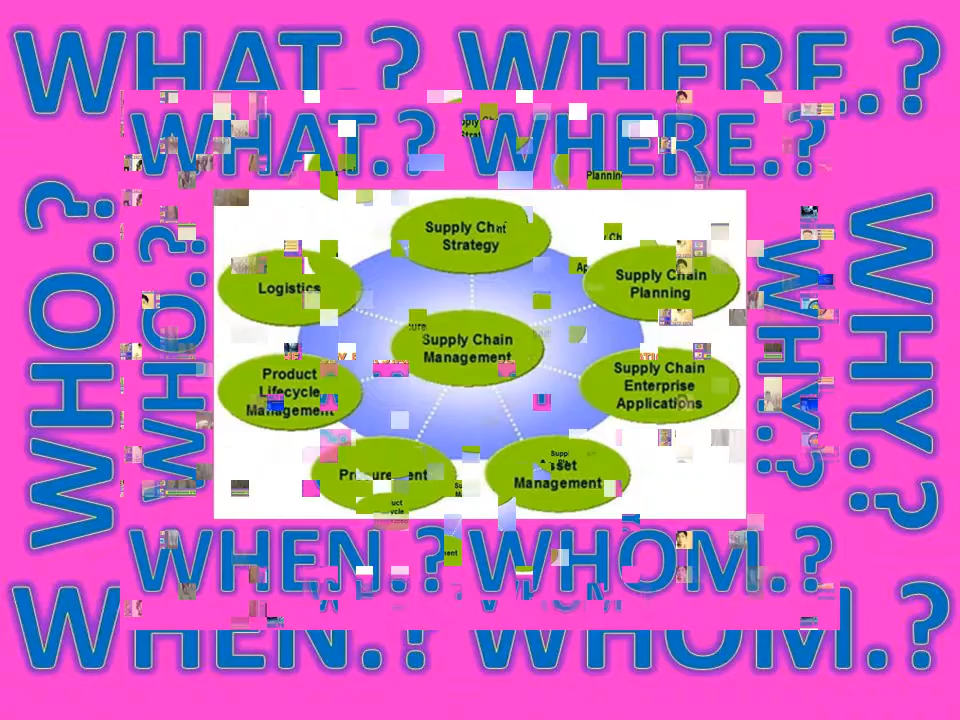 WHAT.? WHERE.?
WHAT.? WHERE.?
WHO.?
WHO.?
Supply Chain
Strategy
Logistics
Supply Chain
Planning
Supply Chain
Management
Product
Lifecycle
Management
Supply Chain
Enterprise
Applications
Procurement
Asset
Management
WHY.?
WHY.?
WHEN.? WHOM.?
WHEN.? WHOM.?